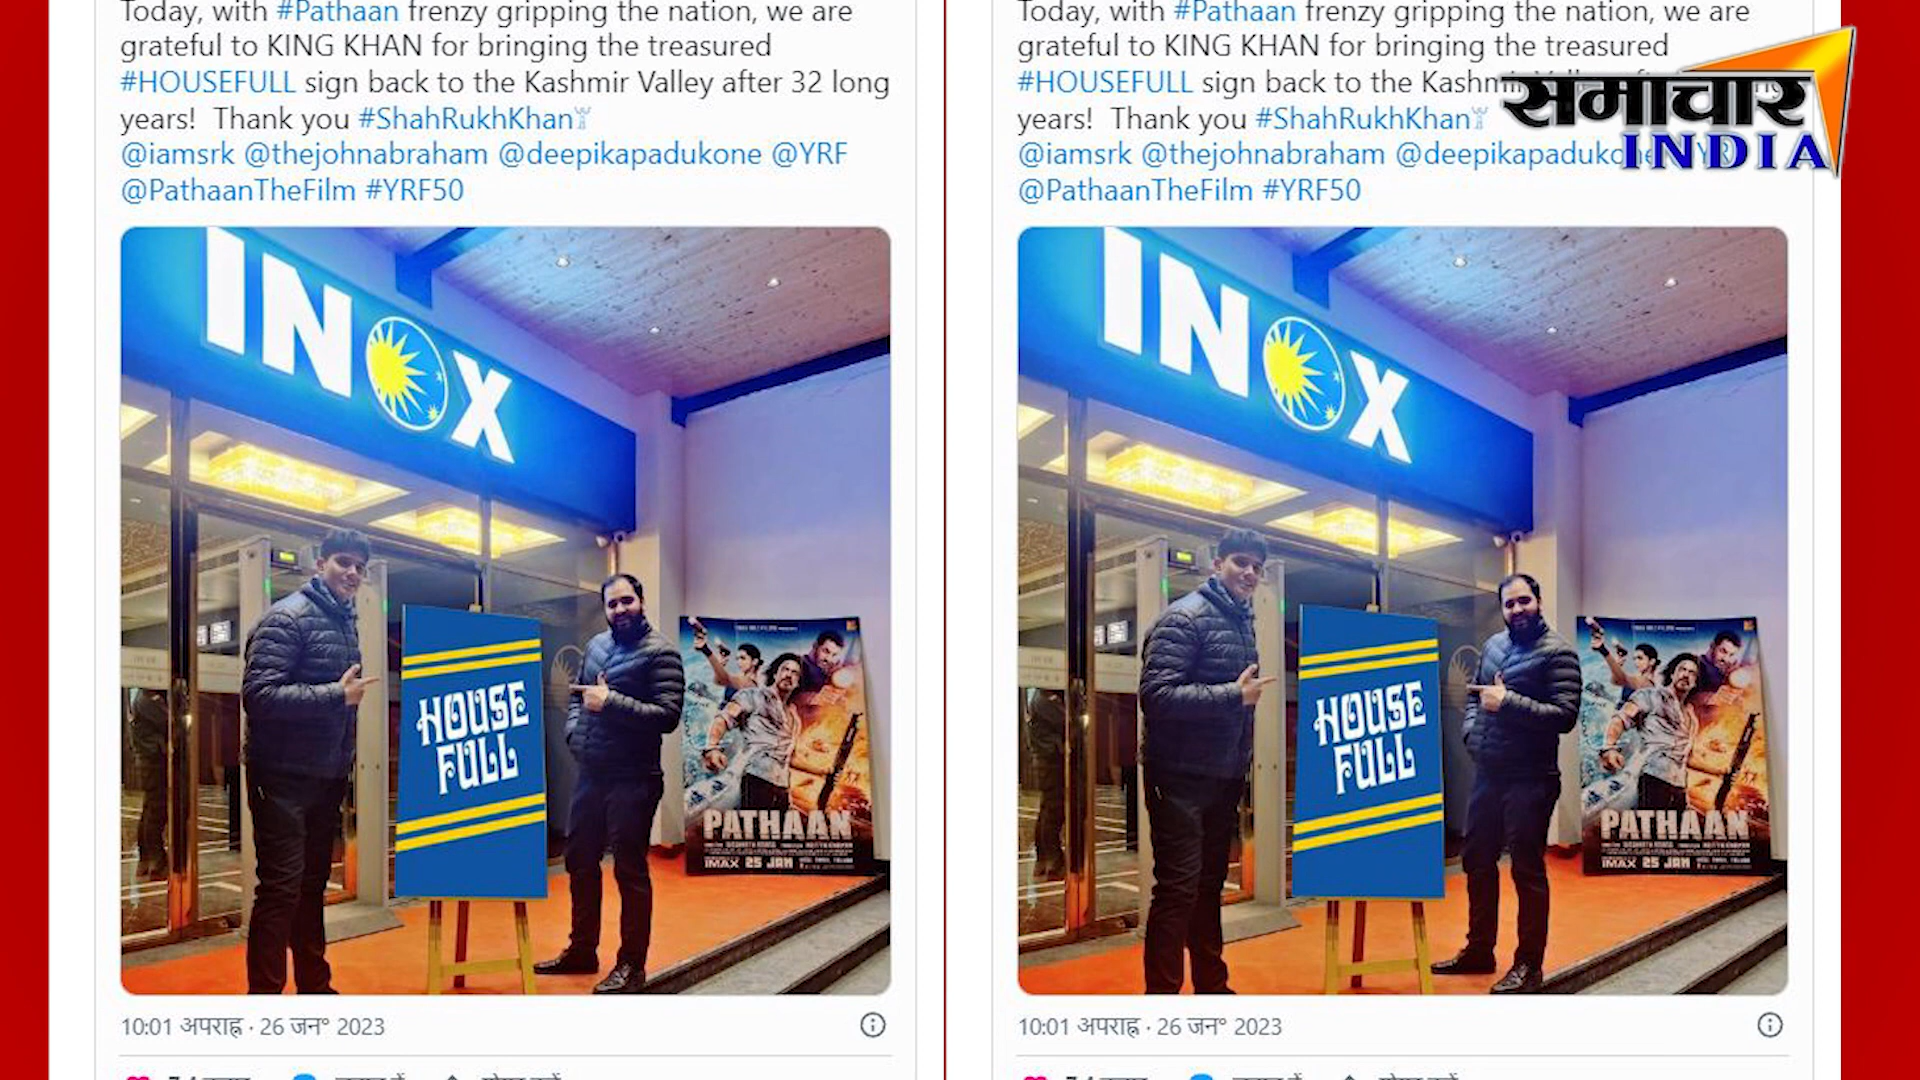 Today, with #Pathaan frenzy gripping the nation, we are
grateful to KING KHAN for bringing the treasured
#HOUSEFULL sign back to the Kashmir Valley after 32 long
years! Thank you #ShahRukhKhan
@iamsrk @thejohnabraham @deepikapadukone @YRF
@PathaanTheFilm #YRF50
INOX
HOUSE
FULL
PATHAAN
IMAX 25 JAN
10:01 अपराह्न · 26 जन॰ 2023
Today, with #Pathaan frenzy gripping the nation, we are
grateful to KING KHAN for bringing the treasured
#HOUSEFULL sign back to the Kashmir
years! Thank you #ShahRukhKhan
@iamsrk @thejohnabraham @deepikapadukone
@PathaanTheFilm #YRF50
समाचार
INDIA
INOX
HOUSE
FULL
PATHAAN
IMAX 25 JAN
10:01 अपराह्न · 26 जन॰ 2023